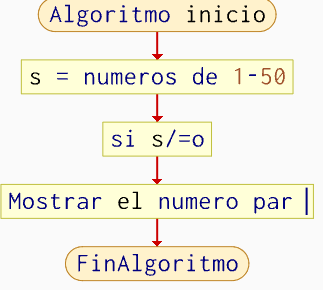 Algoritmo inicio
s = numeros de 1-50
si s/=o
Mostrar el numero par
FinAlgoritmo